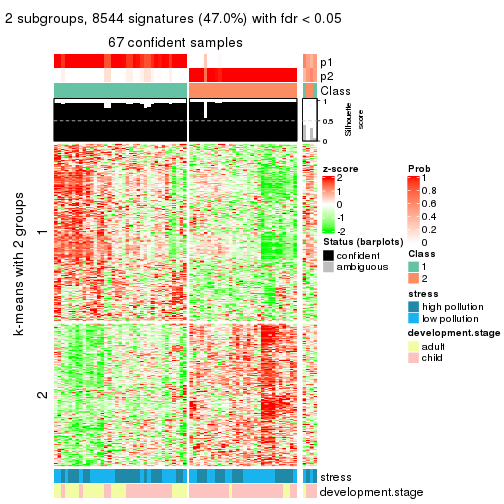 2 subgroups, 8544 signatures (47.0%) with fdr < 0.05
67 confident samples
p1
p2
Class
1
0.5
0
Silhouette
score
k-means with 2 groups
1
2
z-score
2
1
0
-1
-2
Status (barplots)
confident
ambiguous
Prob
1
0.8
0.6
0.4
0.2
0
Class
1
2
stress
high pollution
low pollution
development.stage
adult
child
stress
development.stage